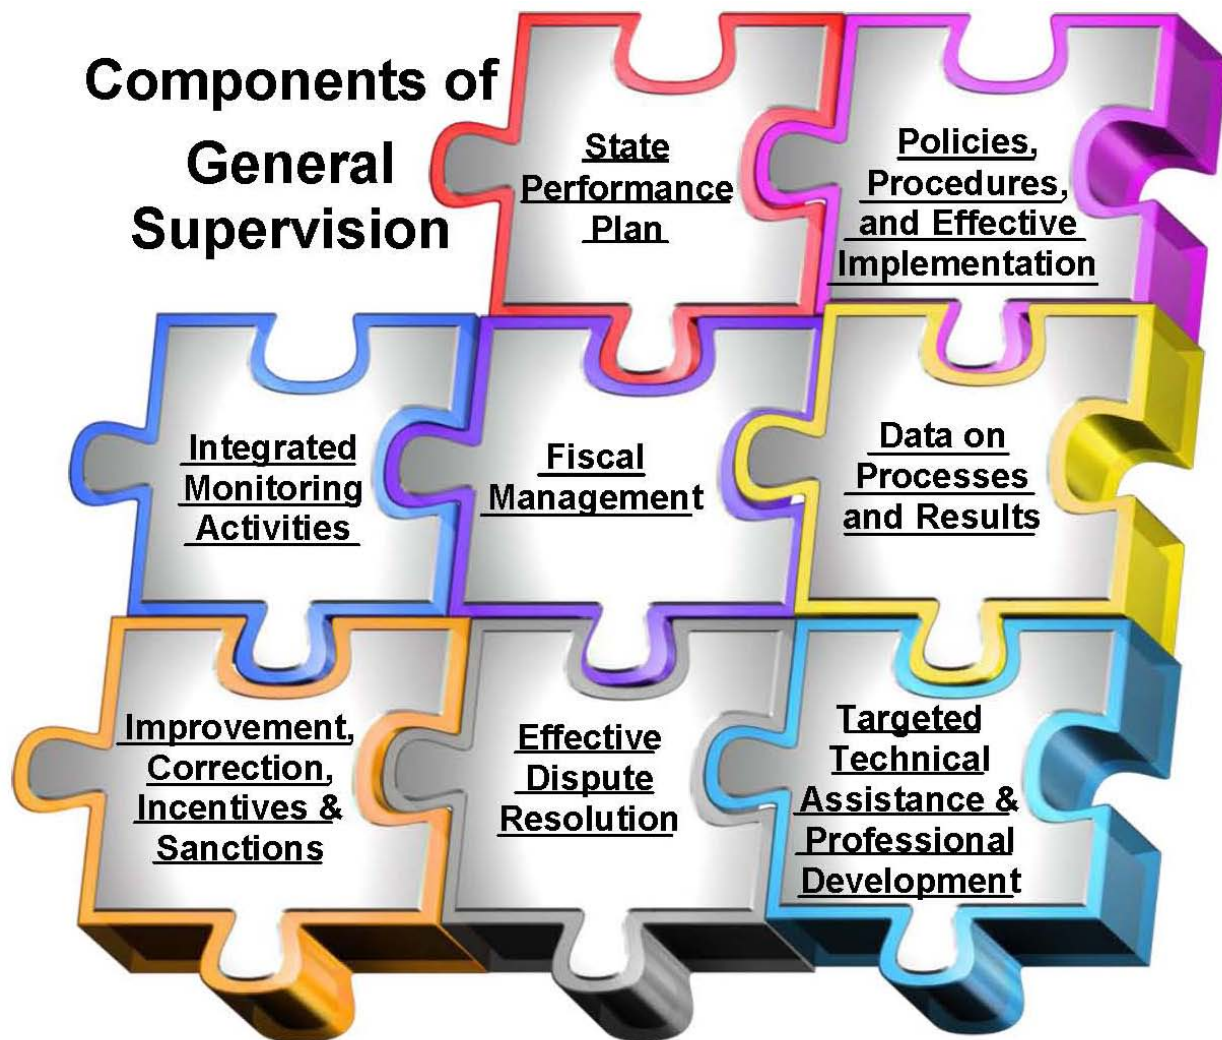 Components of
General
Supervision
State
Performance
Plan
Policies,
Procedures,
and Effective
Implementation
Integrated
Monitoring
Activities
Fiscal
Management
Data on
Processes
and Results
Improvement,
Correction,
Incentives &
Sanctions
Effective
Dispute
Resolution
Targeted
Technical
Assistance &
Professional
Development